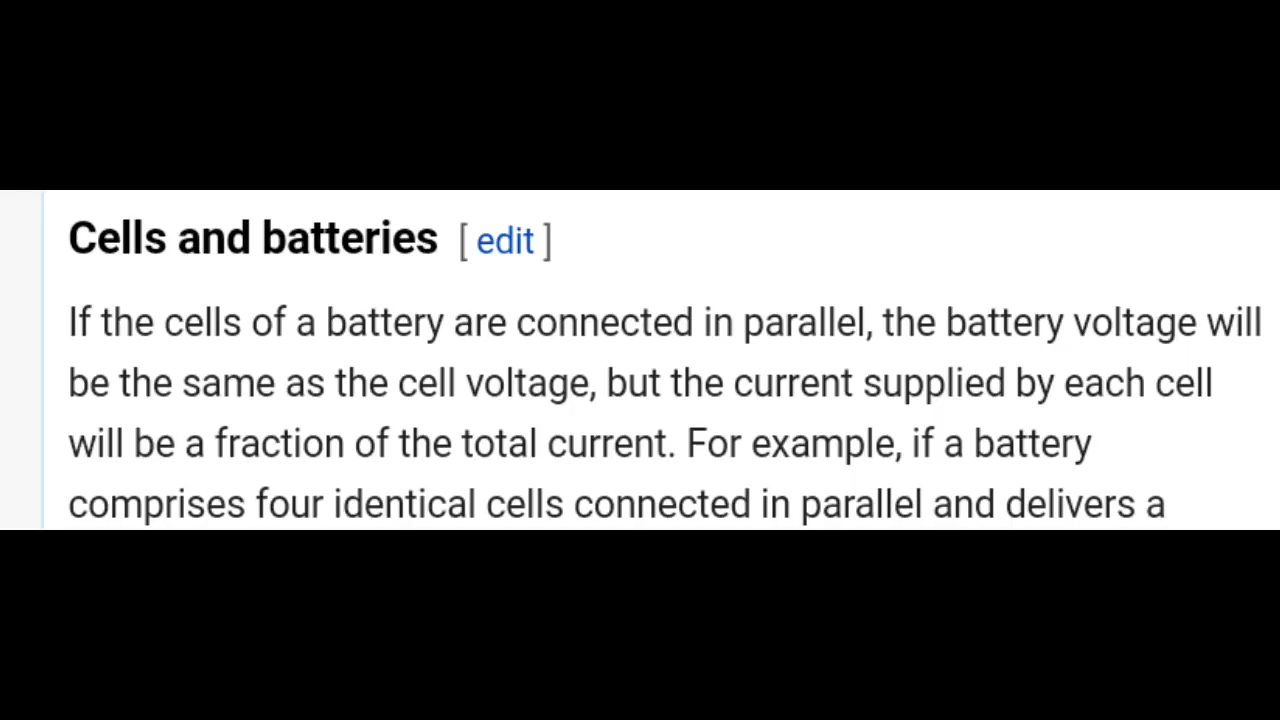 Cells and batteries [ edit ]
If the cells of a battery are connected in parallel, the battery voltage will
be the same as the cell voltage, but the current supplied by each cell
will be a fraction of the total current. For example, if a battery
comprises four identical cells connected in parallel and delivers a